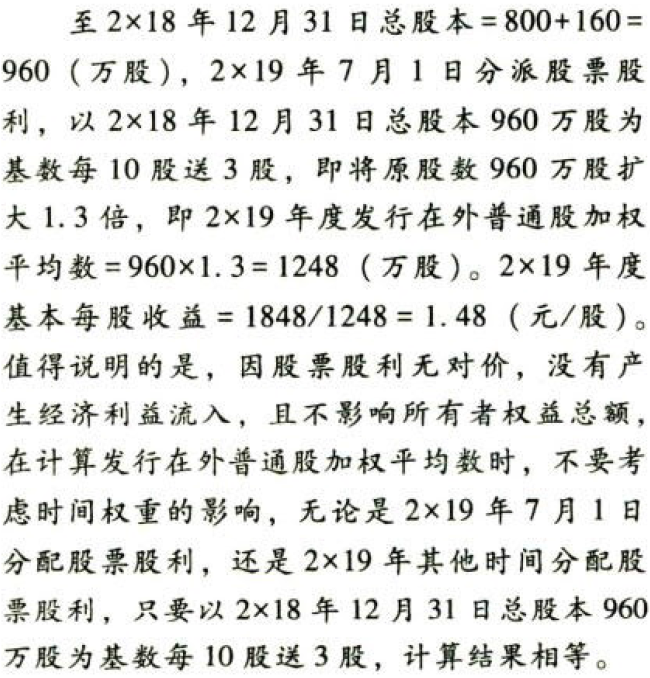 至 2×18 年 12 月 31 日总股本=800+160=
960（万股），2×19 年 7 月 1 日分派股票股
利，以 2×18 年 12 月 31 日总股本 960 万股为
基数每 10 股送 3 股，即将原股数 960 万股扩
大 1.3 倍，即 2×19 年度发行在外普通股加权
平均数=960×1.3=1248（万股）。2×19 年度
基本每股收益=1848/1248=1.48（元/股）。
值得说明的是，因股票股利无对价，没有产
生经济利益流入，且不影响所有者权益总额，
在计算发行在外普通股加权平均数时，不要考
虑时间权重的影响，无论是 2×19 年 7 月 1 日
分配股票股利，还是 2×19 年其他时间分配股
票股利，只要以 2×18 年 12 月 31 日总股本 960
万股为基数每 10 股送 3 股，计算结果相等。